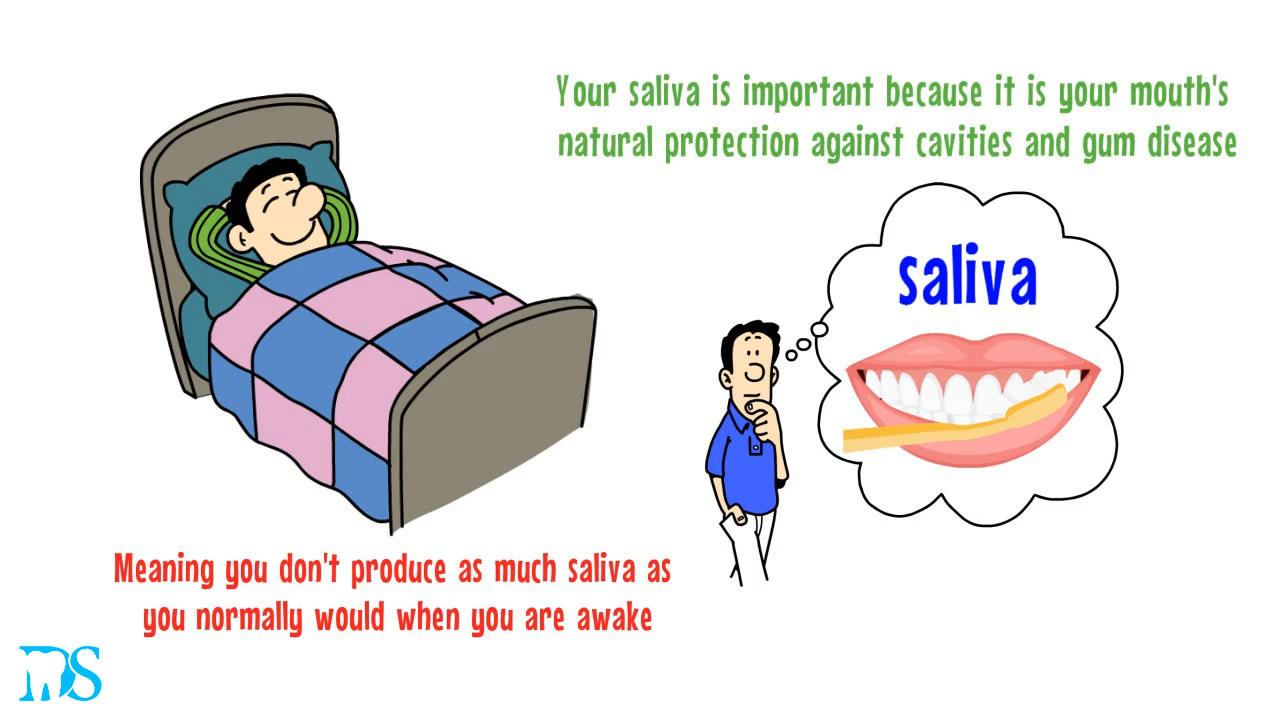 Your saliva is important because it is your mouth's
natural protection against cavities and gum disease
saliva
Meaning you don't produce as much saliva as
you normally would when you are awake
DS